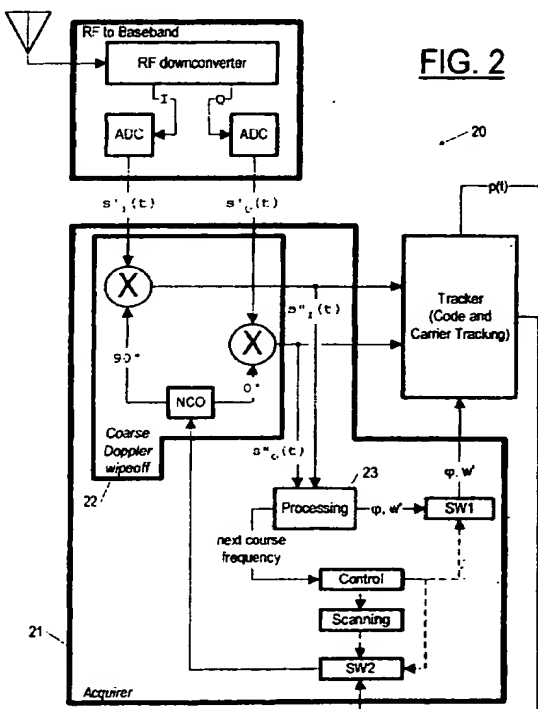 RF to Baseband
RF downconverter
FIG. 2
I
Q
ADC
ADC
20
s'I(t)
s'Q(t)
p(t)
X
X
s"I(t)
Tracker
(Code and
Carrier Tracking)
90°
0°
NCO
Coarse
Doppler
wipeoff
s"Q(t)
22
23
φ, w'
Processing
φ, w'
SW1
next course
frequency
Control
Scanning
21
SW2
Acquirer